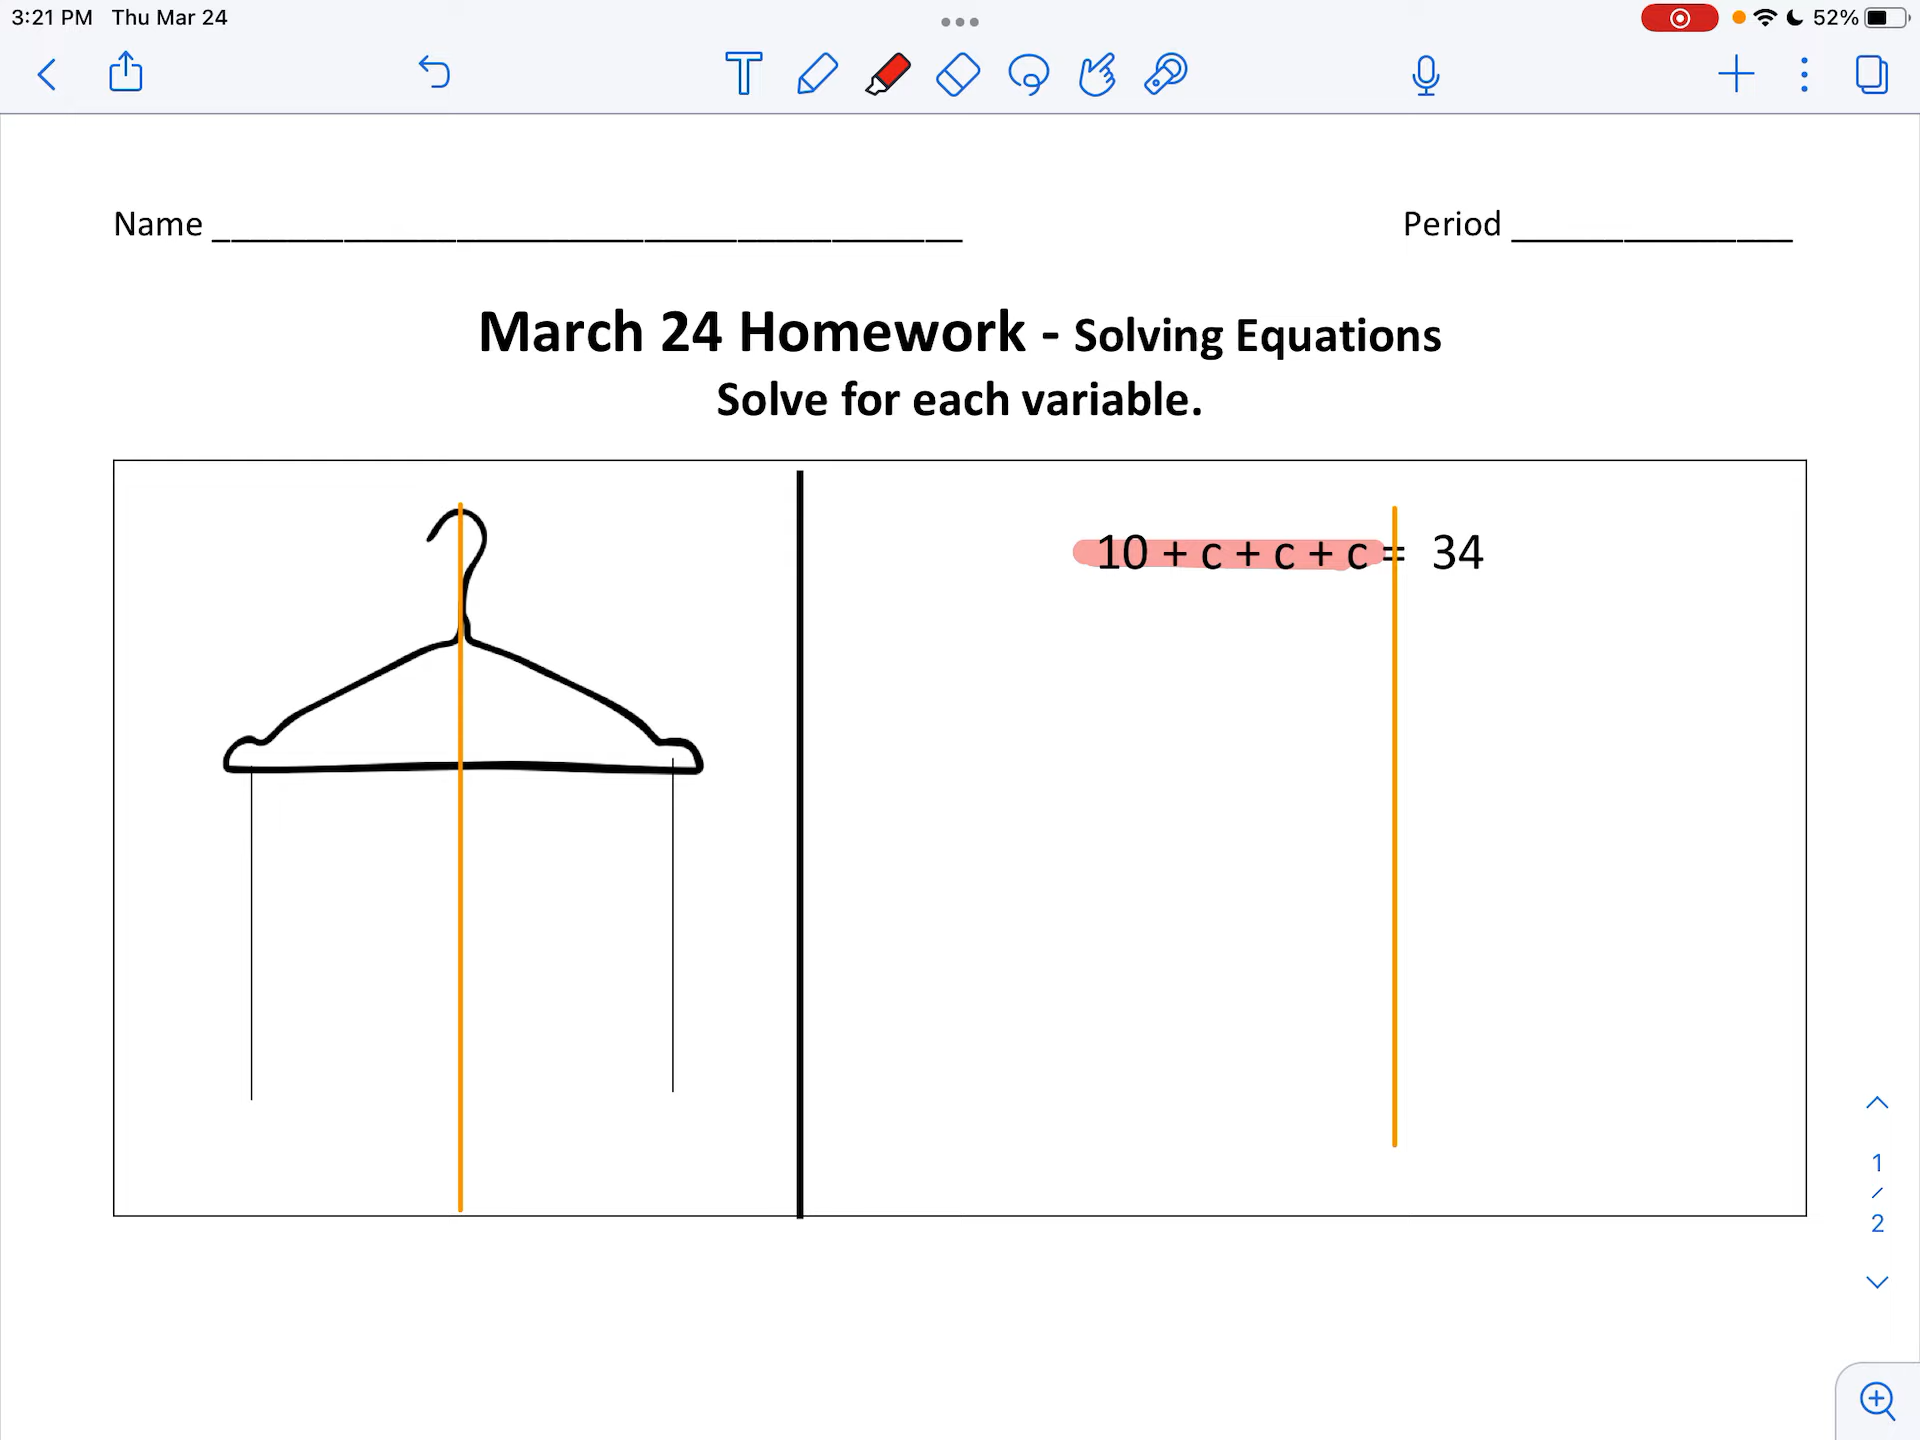 3:21 PM Thu Mar 24
52%
Name
Period
March 24 Homework - Solving Equations
Solve for each variable.
10 + c + c + c = 34
1
/
2